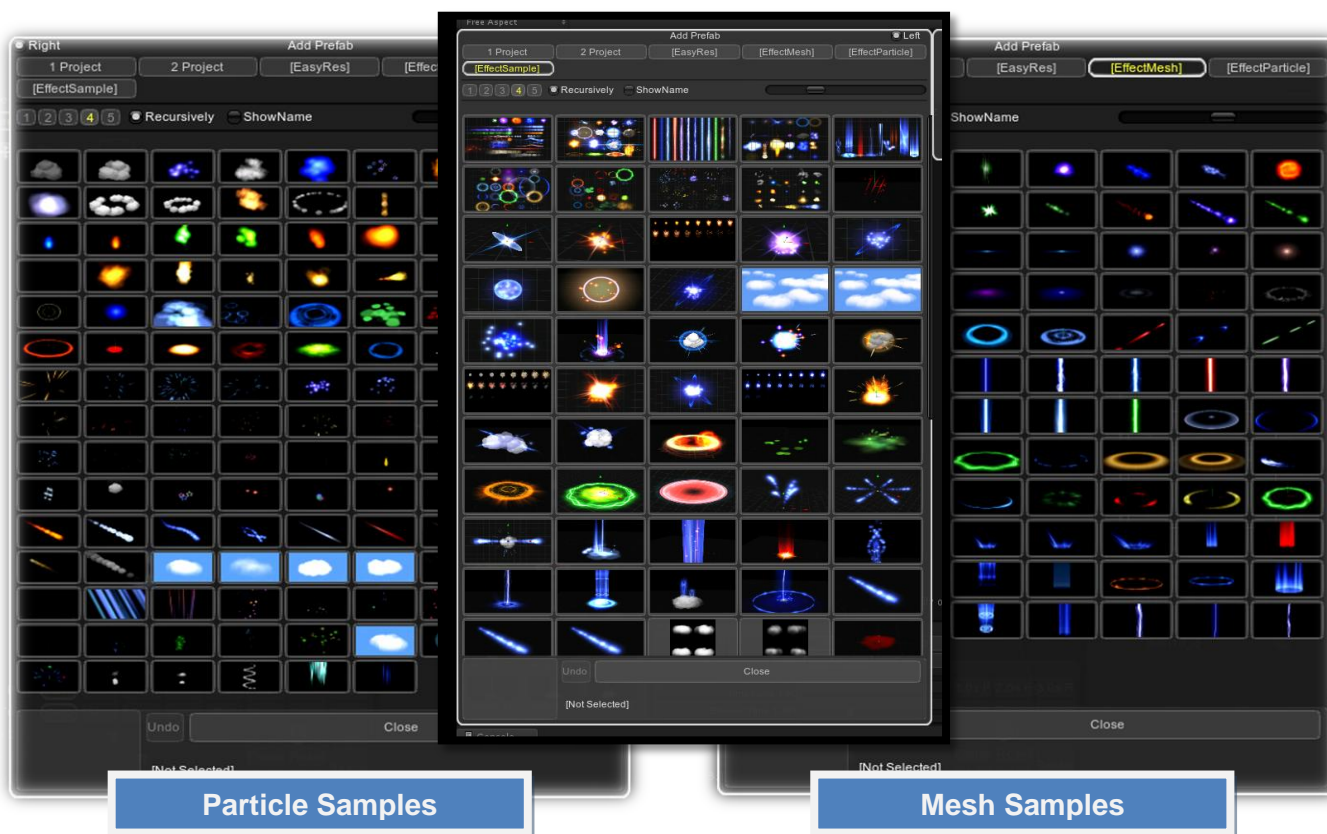 Right
Add Prefab
1 Project 2 Project [EasyRes] [Effec
[EffectSample]
1 2 3 4 5 Recursively ShowName
Undo Close
[Not Selected]
Particle Samples
Free Aspect
Add Prefab Left
1 Project 2 Project [EasyRes] [EffectMesh] [EffectParticle]
[EffectSample]
1 2 3 4 5 Recursively ShowName
Undo Close
[Not Selected]
Console
Add Prefab
[EasyRes] [EffectMesh] [EffectParticle]
ShowName
Close
[Not Selected]
Mesh Samples